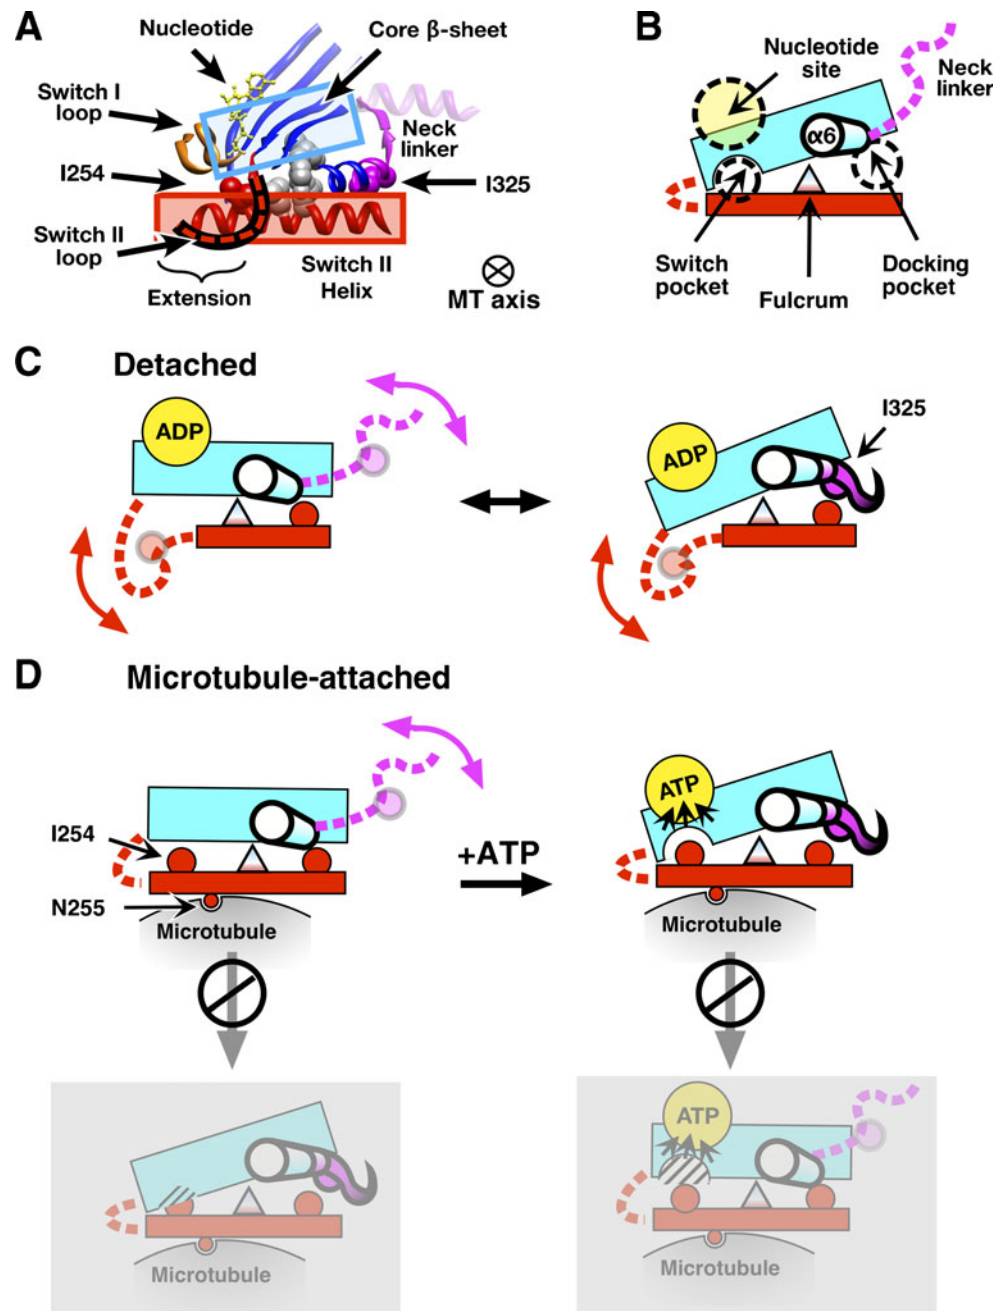 A
Nucleotide
Core β-sheet
Switch I
loop
Neck
linker
I254
I325
Switch II
loop
Switch II
Helix
Extension
MT axis
B
Nucleotide
site
Neck
linker
α6
Switch
pocket
Docking
pocket
Fulcrum
C
Detached
ADP
ADP
I325
D
Microtubule-attached
I254
N255
Microtubule
+ATP
ATP
Microtubule
Microtubule
ATP
Microtubule